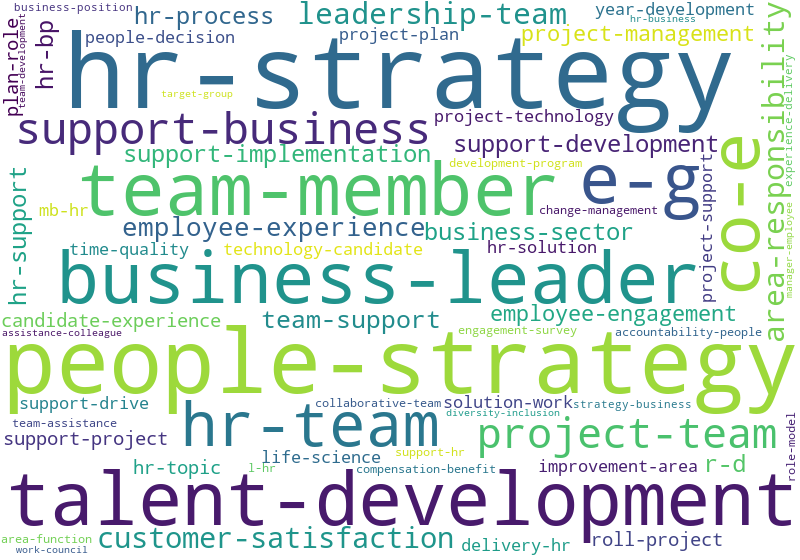 business-position
hr-process
leadership-team
year-development
hr-business
people-decision
project-plan
project-management
plan-role
team-development
hr-bp
hr-strategy
target-group
area-responsibility
experience-delivery
support-business
project-technology
support-development
support-implementation
development-program
team-member
e-g
co-e
hr-support
mb-hr
change-management
project-support
manager-employee
employee-experience
business-sector
time-quality
technology-candidate
hr-solution
business-leader
candidate-experience
team-support
employee-engagement
assistance-colleague
engagement-survey
accountability-people
people-strategy
support-drive
collaborative-team
solution-work
strategy-business
diversity-inclusion
hr-team
project-team
role-model
team-assistance
support-project
support-hr
life-science
hr-topic
l-hr
compensation-benefit
improvement-area
r-d
talent-development
area-function
customer-satisfaction
roll-project
work-council
delivery-hr